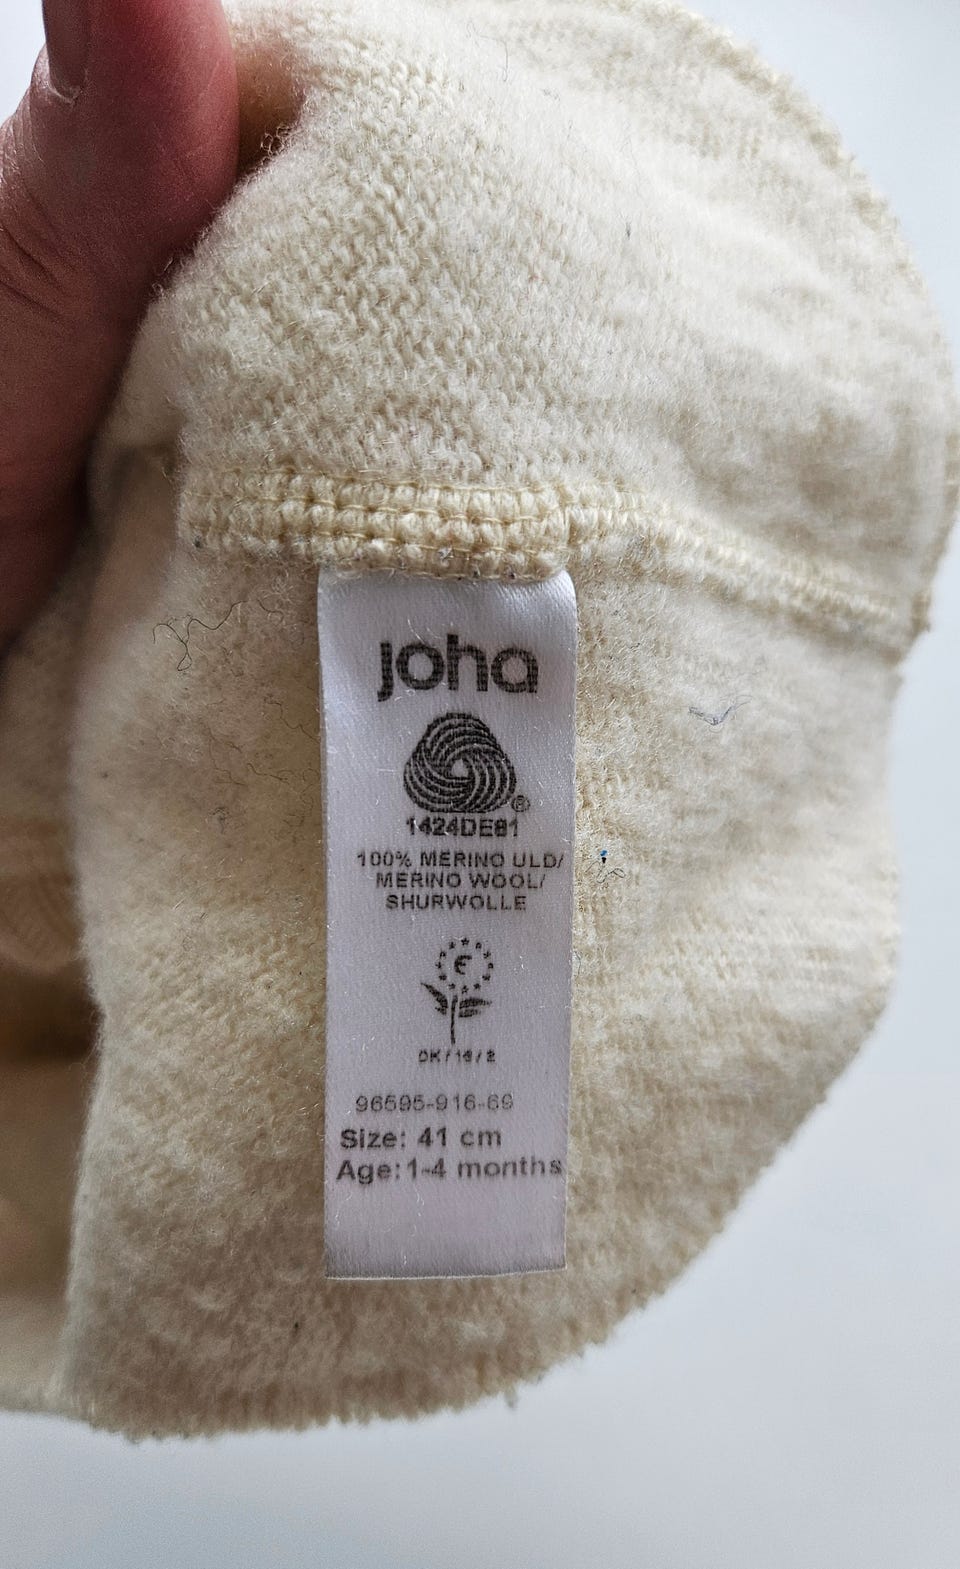 joha
®
1424DE81
100% MERINO ULD/
MERINO WOOL/
SHURWOLLE
€
DK/16/2
96595-916-69
Size: 41 cm
Age: 1-4 months